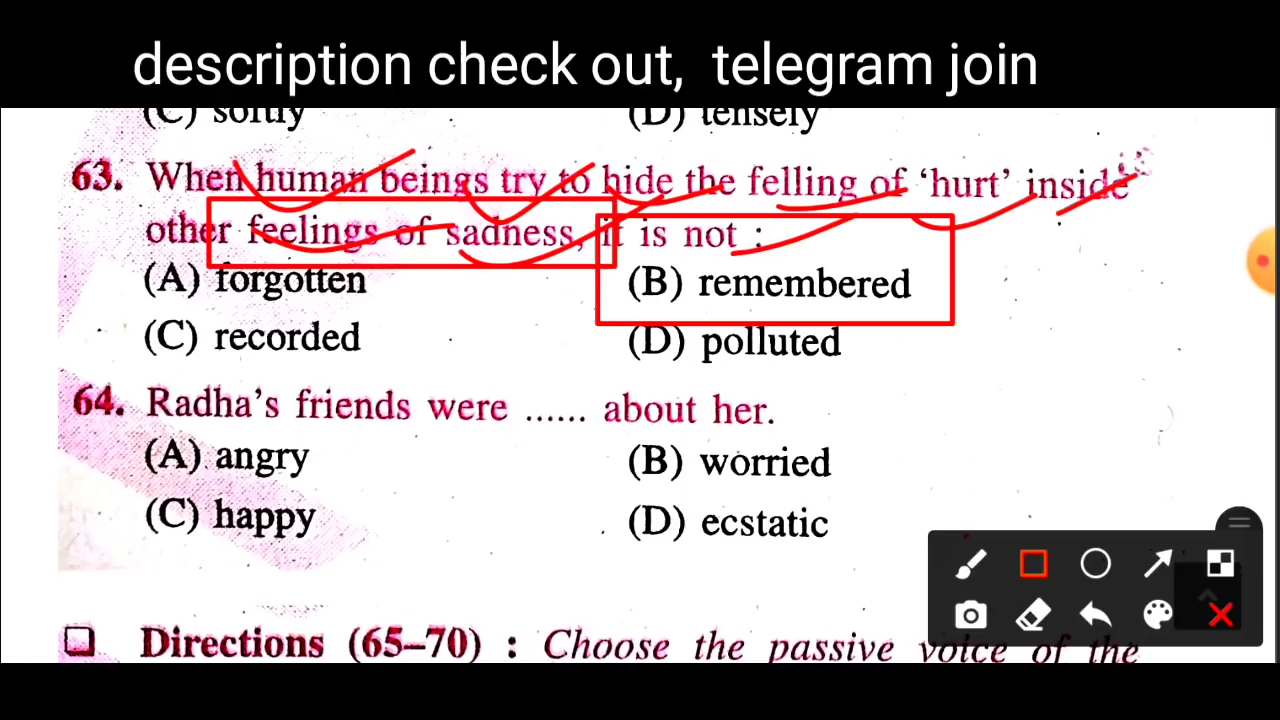 description check out, telegram join
(C) softly (D) tensely
63. When human beings try to hide the felling of ‘hurt’ inside
other feelings of sadness, it is not :
(A) forgotten (B) remembered
(C) recorded (D) polluted
64. Radha’s friends were ...... about her.
(A) angry (B) worried
(C) happy (D) ecstatic
❑ Directions (65–70) : Choose the passive voice of the